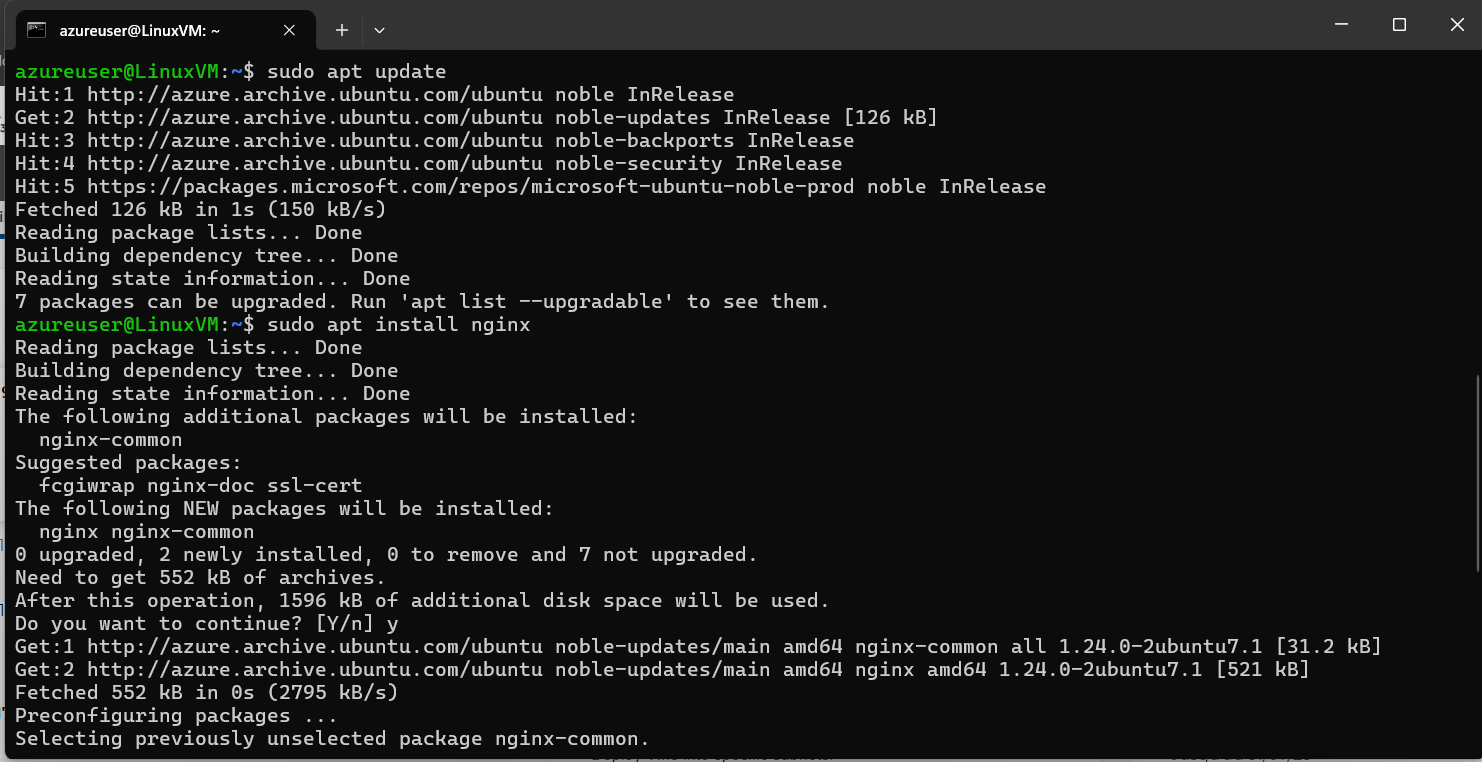 azureuser@LinuxVM: ~
azureuser@LinuxVM:~$ sudo apt update
Hit:1 http://azure.archive.ubuntu.com/ubuntu noble InRelease
Get:2 http://azure.archive.ubuntu.com/ubuntu noble-updates InRelease [126 kB]
Hit:3 http://azure.archive.ubuntu.com/ubuntu noble-backports InRelease
Hit:4 http://azure.archive.ubuntu.com/ubuntu noble-security InRelease
Hit:5 https://packages.microsoft.com/repos/microsoft-ubuntu-noble-prod noble InRelease
Fetched 126 kB in 1s (150 kB/s)
Reading package lists... Done
Building dependency tree... Done
Reading state information... Done
7 packages can be upgraded. Run 'apt list --upgradable' to see them.
azureuser@LinuxVM:~$ sudo apt install nginx
Reading package lists... Done
Building dependency tree... Done
Reading state information... Done
The following additional packages will be installed:
  nginx-common
Suggested packages:
  fcgiwrap nginx-doc ssl-cert
The following NEW packages will be installed:
  nginx nginx-common
0 upgraded, 2 newly installed, 0 to remove and 7 not upgraded.
Need to get 552 kB of archives.
After this operation, 1596 kB of additional disk space will be used.
Do you want to continue? [Y/n] y
Get:1 http://azure.archive.ubuntu.com/ubuntu noble-updates/main amd64 nginx-common all 1.24.0-2ubuntu7.1 [31.2 kB]
Get:2 http://azure.archive.ubuntu.com/ubuntu noble-updates/main amd64 nginx amd64 1.24.0-2ubuntu7.1 [521 kB]
Fetched 552 kB in 0s (2795 kB/s)
Preconfiguring packages ...
Selecting previously unselected package nginx-common.